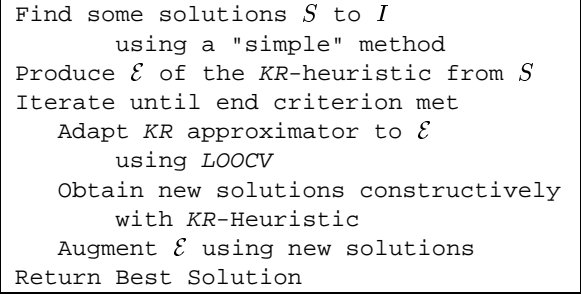 Find some solutions S to I
using a "simple" method
Produce ℰ of the KR-heuristic from S
Iterate until end criterion met
Adapt KR approximator to ℰ
using LOOCV
Obtain new solutions constructively
with KR-Heuristic
Augment ℰ using new solutions
Return Best Solution